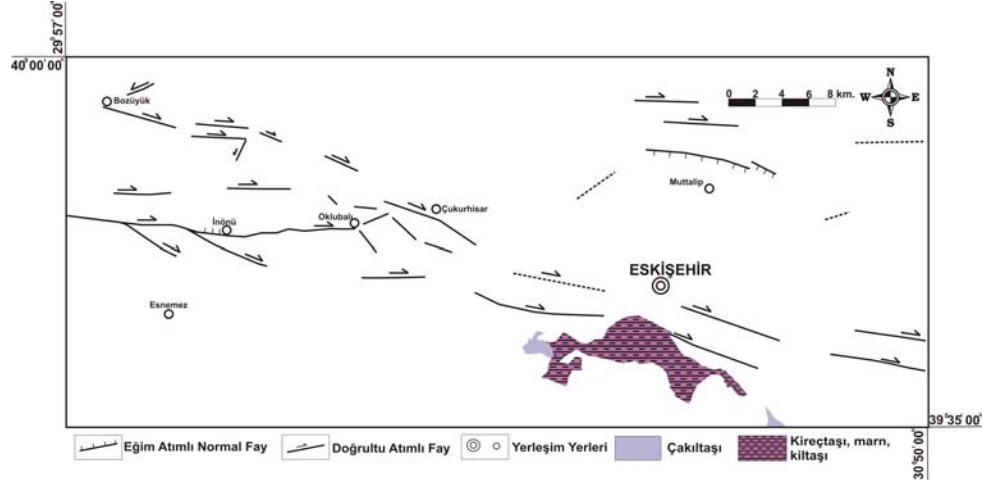 29°57'00"
40°00'00"
Bozüyük
0 2 4 6 8 km.
N
W E
S
Muttalip
İnönü
Oklubalı
Çukurhisar
ESKİŞEHİR
Esnemez
39°35'00"
30°50'00"
Eğim Atımlı Normal Fay
Doğrultu Atımlı Fay
Yerleşim Yerleri
Çakıltaşı
Kireçtaşı, marn,
kiltaşı